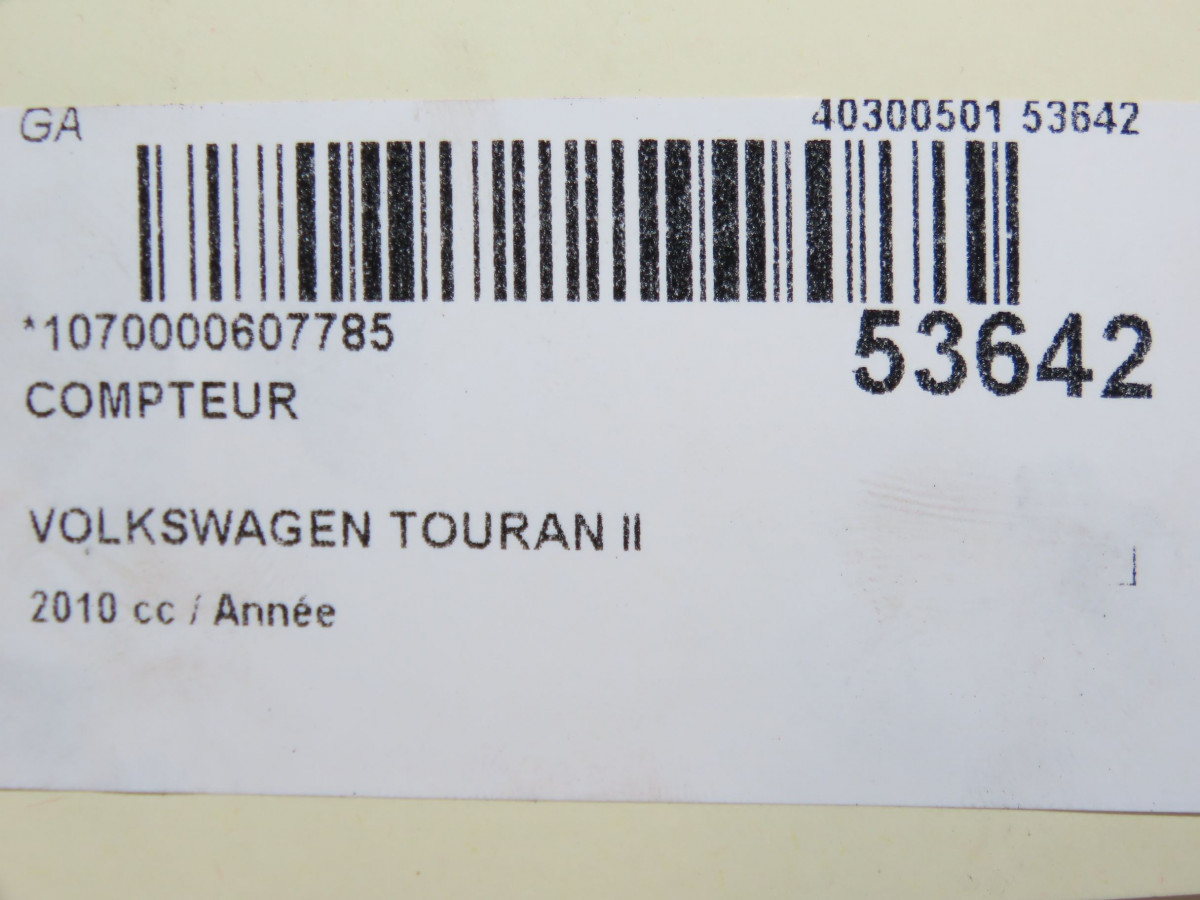 GA 40300501 53642
*1070000607785
53642
COMPTEUR
VOLKSWAGEN TOURAN II
2010 cc / Année